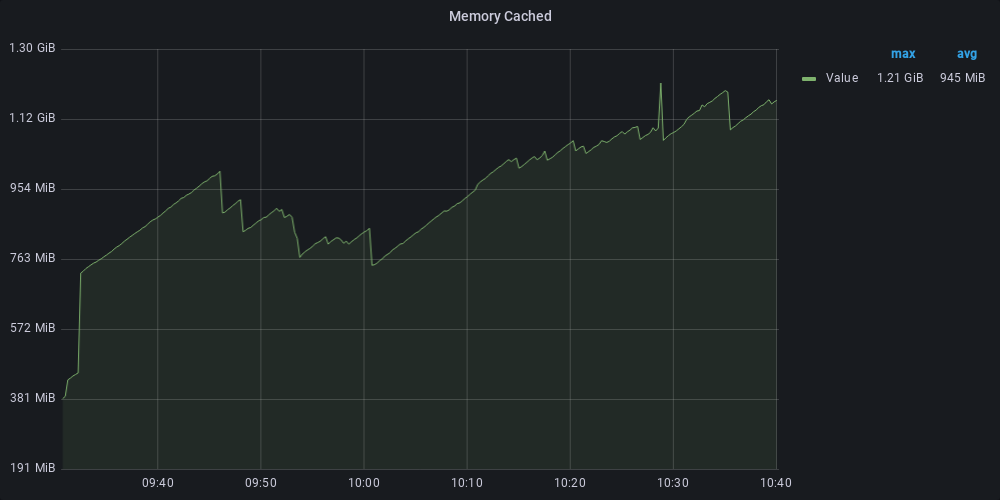 Memory Cached
1.30 GiB
1.12 GiB
954 MiB
763 MiB
572 MiB
381 MiB
191 MiB
09:40 09:50 10:00 10:10 10:20 10:30 10:40
max avg
Value 1.21 GiB 945 MiB